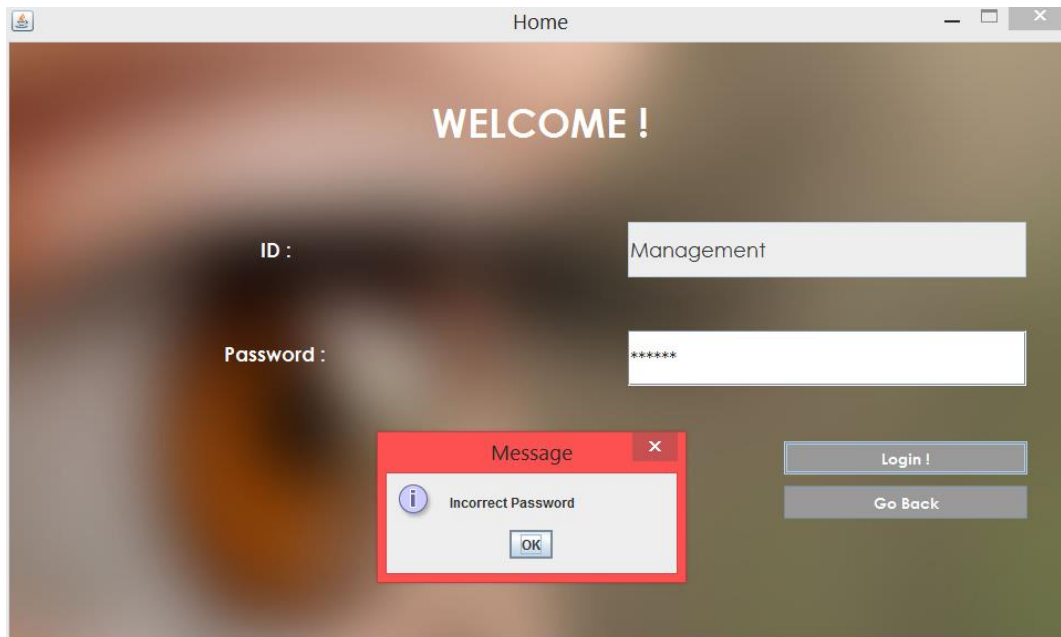 Home
WELCOME !
ID :
Management
Password :
******
Message
Incorrect Password
OK
Login !
Go Back